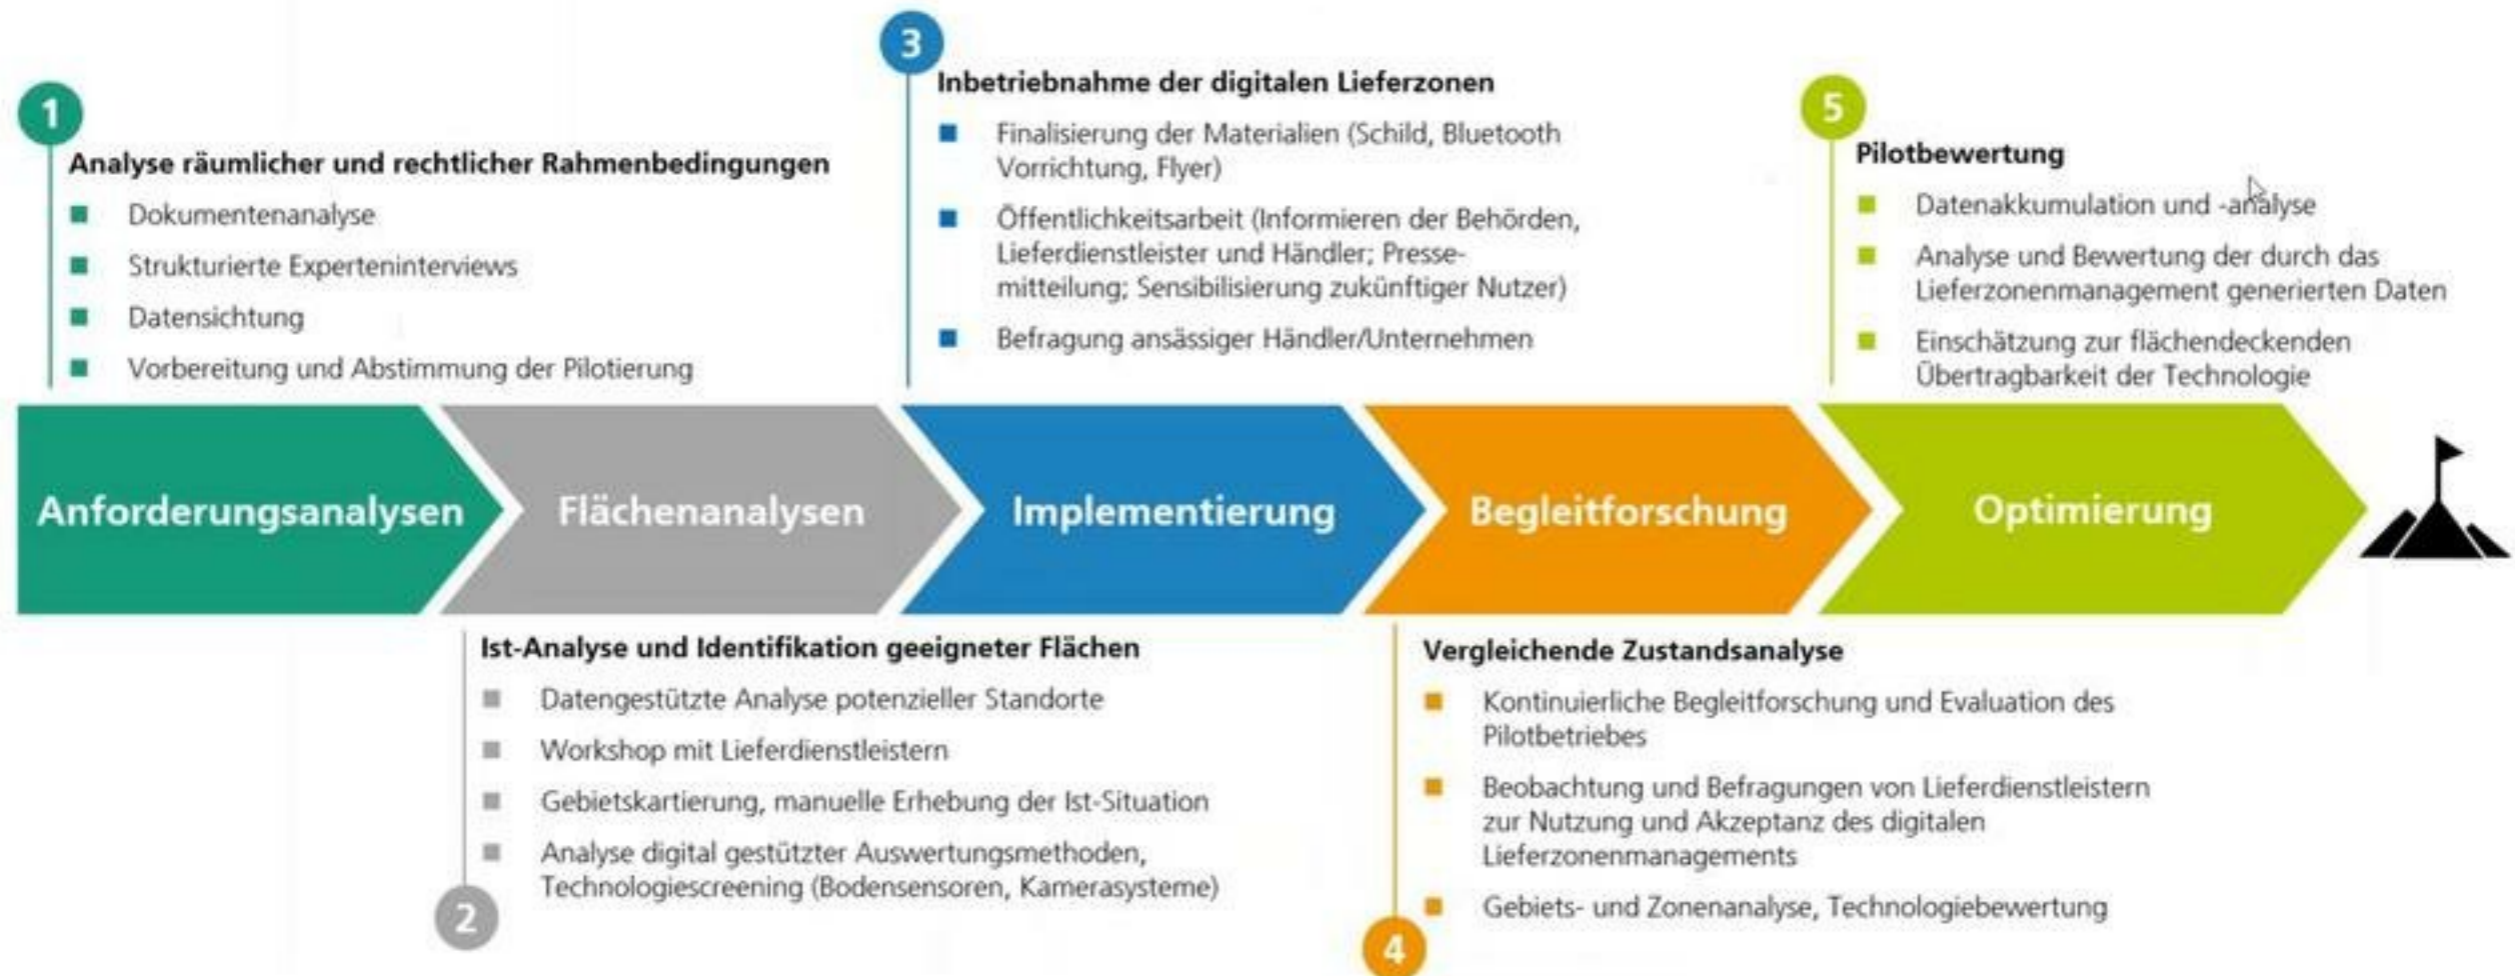 1
Analyse räumlicher und rechtlicher Rahmenbedingungen
Dokumentenanalyse
Strukturierte Experteninterviews
Datensichtung
Vorbereitung und Abstimmung der Pilotierung
3
Inbetriebnahme der digitalen Lieferzonen
Finalisierung der Materialien (Schild, Bluetooth
Vorrichtung, Flyer)
Öffentlichkeitsarbeit (Informieren der Behörden,
Lieferdienstleister und Händler; Presse-
mitteilung; Sensibilisierung zukünftiger Nutzer)
Befragung ansässiger Händler/Unternehmen
5
Pilotbewertung
Datenakkumulation und -analyse
Analyse und Bewertung der durch das
Lieferzonenmanagement generierten Daten
Einschätzung zur flächendeckenden
Übertragbarkeit der Technologie
Anforderungsanalysen
Flächenanalysen
Implementierung
Begleitforschung
Optimierung
Ist-Analyse und Identifikation geeigneter Flächen
Datengestützte Analyse potenzieller Standorte
Workshop mit Lieferdienstleistern
Gebietskartierung, manuelle Erhebung der Ist-Situation
Analyse digital gestützter Auswertungsmethoden,
Technologiescreening (Bodensensoren, Kamerasysteme)
2
Vergleichende Zustandsanalyse
Kontinuierliche Begleitforschung und Evaluation des
Pilotbetriebes
Beobachtung und Befragungen von Lieferdienstleistern
zur Nutzung und Akzeptanz des digitalen
Lieferzonenmanagements
Gebiets- und Zonenanalyse, Technologiebewertung
4